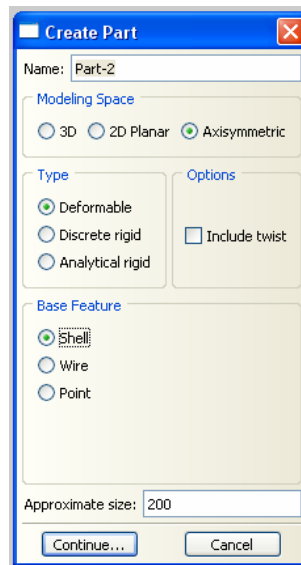 Create Part
Name: Part-2
Modeling Space
3D 2D Planar Axisymmetric
Type Options
Deformable
Discrete rigid Include twist
Analytical rigid
Base Feature
Shell
Wire
Point
Approximate size: 200
Continue... Cancel